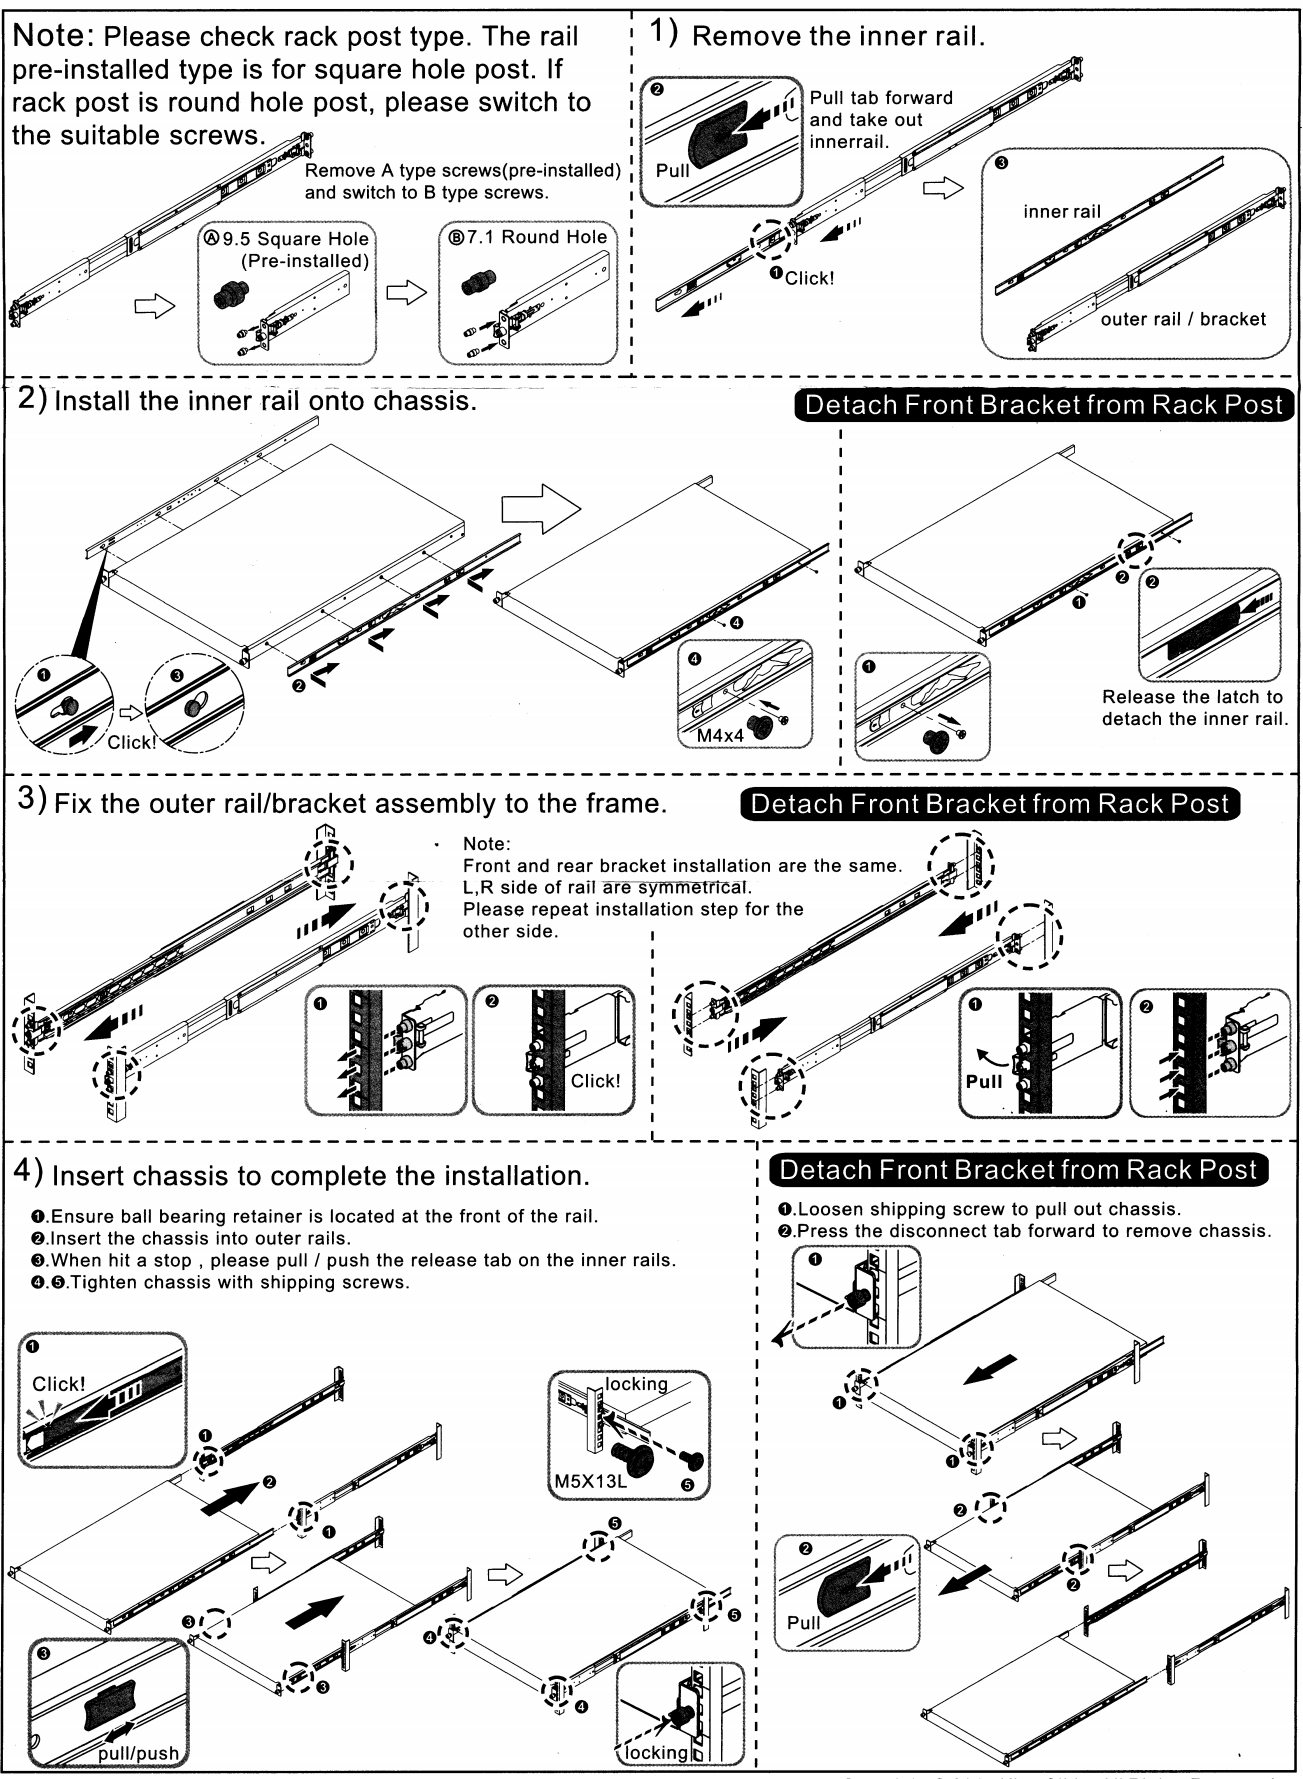 Note: Please check rack post type. The rail
pre-installed type is for square hole post. If
rack post is round hole post, please switch to
the suitable screws.
Remove A type screws(pre-installed)
and switch to B type screws.
Ⓐ9.5 Square Hole
(Pre-installed)
Ⓑ7.1 Round Hole
1) Remove the inner rail.
❷
Pull
Pull tab forward
and take out
innerrail.
❶Click!
❸
inner rail
outer rail / bracket
2) Install the inner rail onto chassis.
❶
❸
Click!
❷
❹
❹
M4x4
Detach Front Bracket from Rack Post
❶
❷
❷
❶
Release the latch to
detach the inner rail.
3) Fix the outer rail/bracket assembly to the frame.
Note:
Front and rear bracket installation are the same.
L,R side of rail are symmetrical.
Please repeat installation step for the
other side.
❶
❷
Click!
Detach Front Bracket from Rack Post
❶
Pull
❷
4) Insert chassis to complete the installation.
❶.Ensure ball bearing retainer is located at the front of the rail.
❷.Insert the chassis into outer rails.
❸.When hit a stop , please pull / push the release tab on the inner rails.
❹.❺.Tighten chassis with shipping screws.
❶
Click!
❶
❷
❶
locking
M5X13L
❺
❸
❸
❸
pull/push
❺
❺
❹
❹
locking
Detach Front Bracket from Rack Post
❶.Loosen shipping screw to pull out chassis.
❷.Press the disconnect tab forward to remove chassis.
❶
❶
❶
❷
❷
❷
Pull